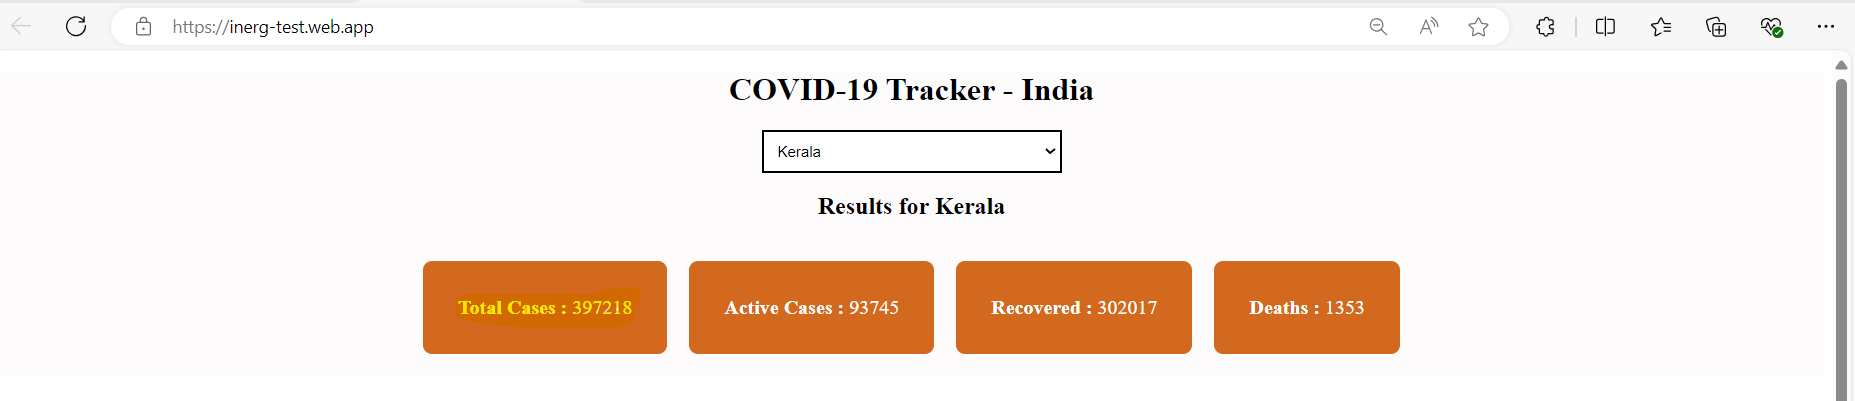 https://inerg-test.web.app
COVID-19 Tracker - India
Kerala
Results for Kerala
Total Cases : 397218
Active Cases : 93745
Recovered : 302017
Deaths : 1353